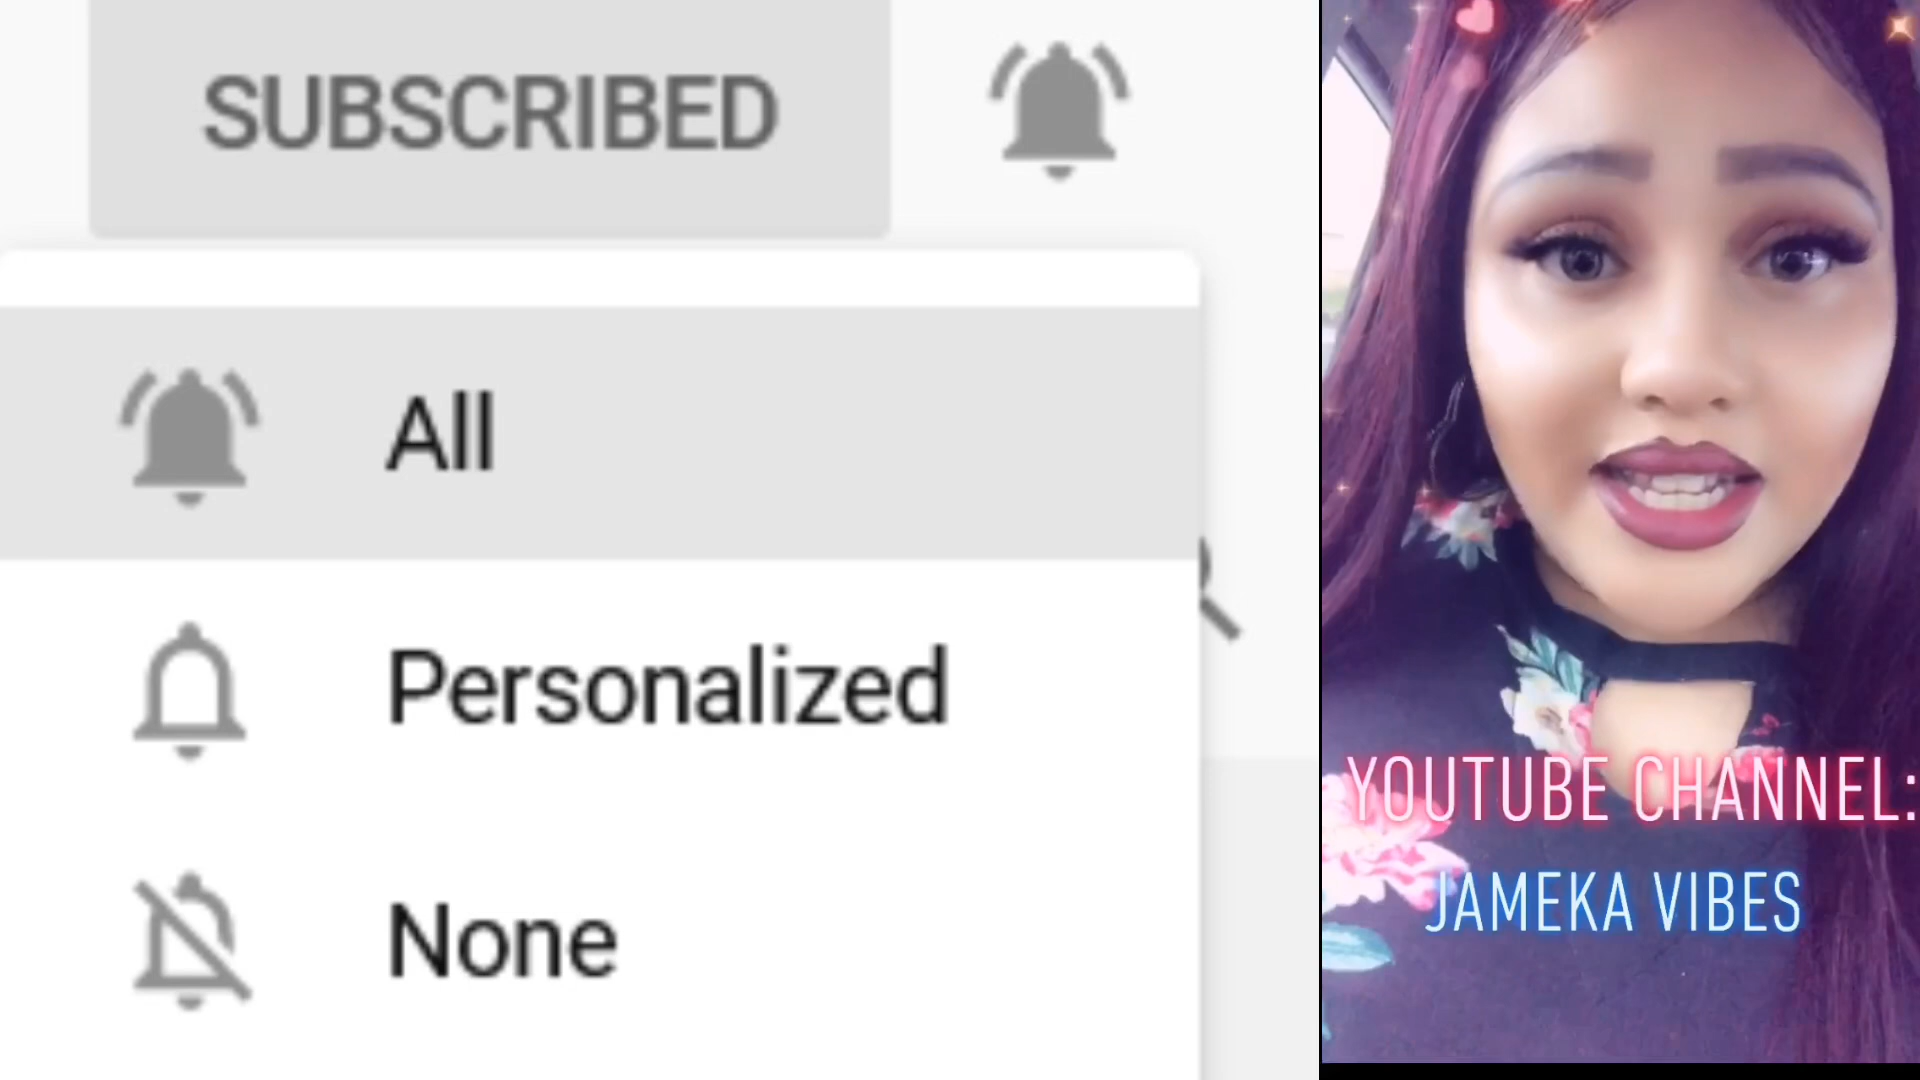 SUBSCRIBED
All
Personalized
None
YOUTUBE CHANNEL:
JAMEKA VIBES